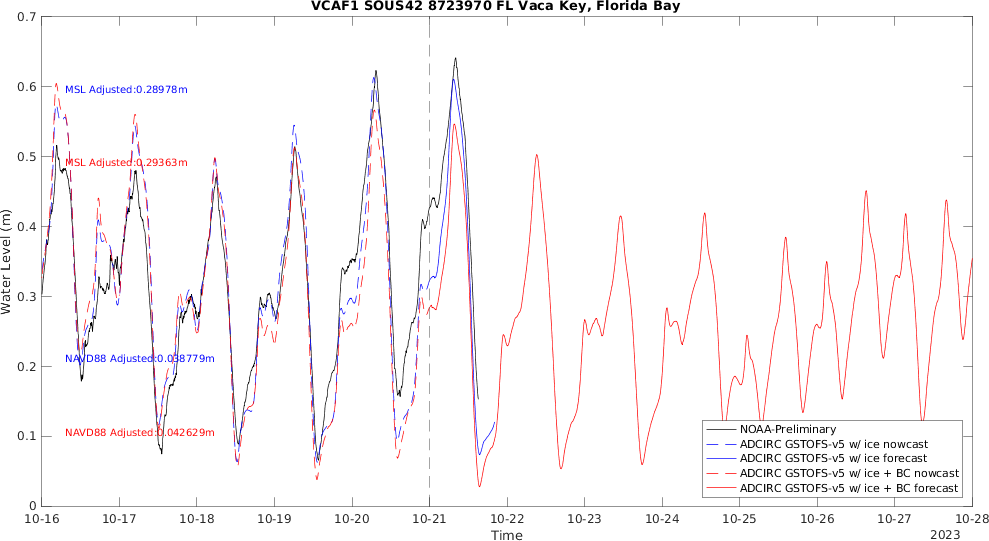 VCAF1 SOUS42 8723970 FL Vaca Key, Florida Bay
Water Level (m)
0.7
0.6
0.5
0.4
0.3
0.2
0.1
0
MSL Adjusted:0.28978m
MSL Adjusted:0.29363m
NAVD88 Adjusted:0.038779m
NAVD88 Adjusted:0.042629m
NOAA-Preliminary
ADCIRC GSTOFS-v5 w/ ice nowcast
ADCIRC GSTOFS-v5 w/ ice forecast
ADCIRC GSTOFS-v5 w/ ice + BC nowcast
ADCIRC GSTOFS-v5 w/ ice + BC forecast
10-16 10-17 10-18 10-19 10-20 10-21 10-22 10-23 10-24 10-25 10-26 10-27 10-28
Time
2023